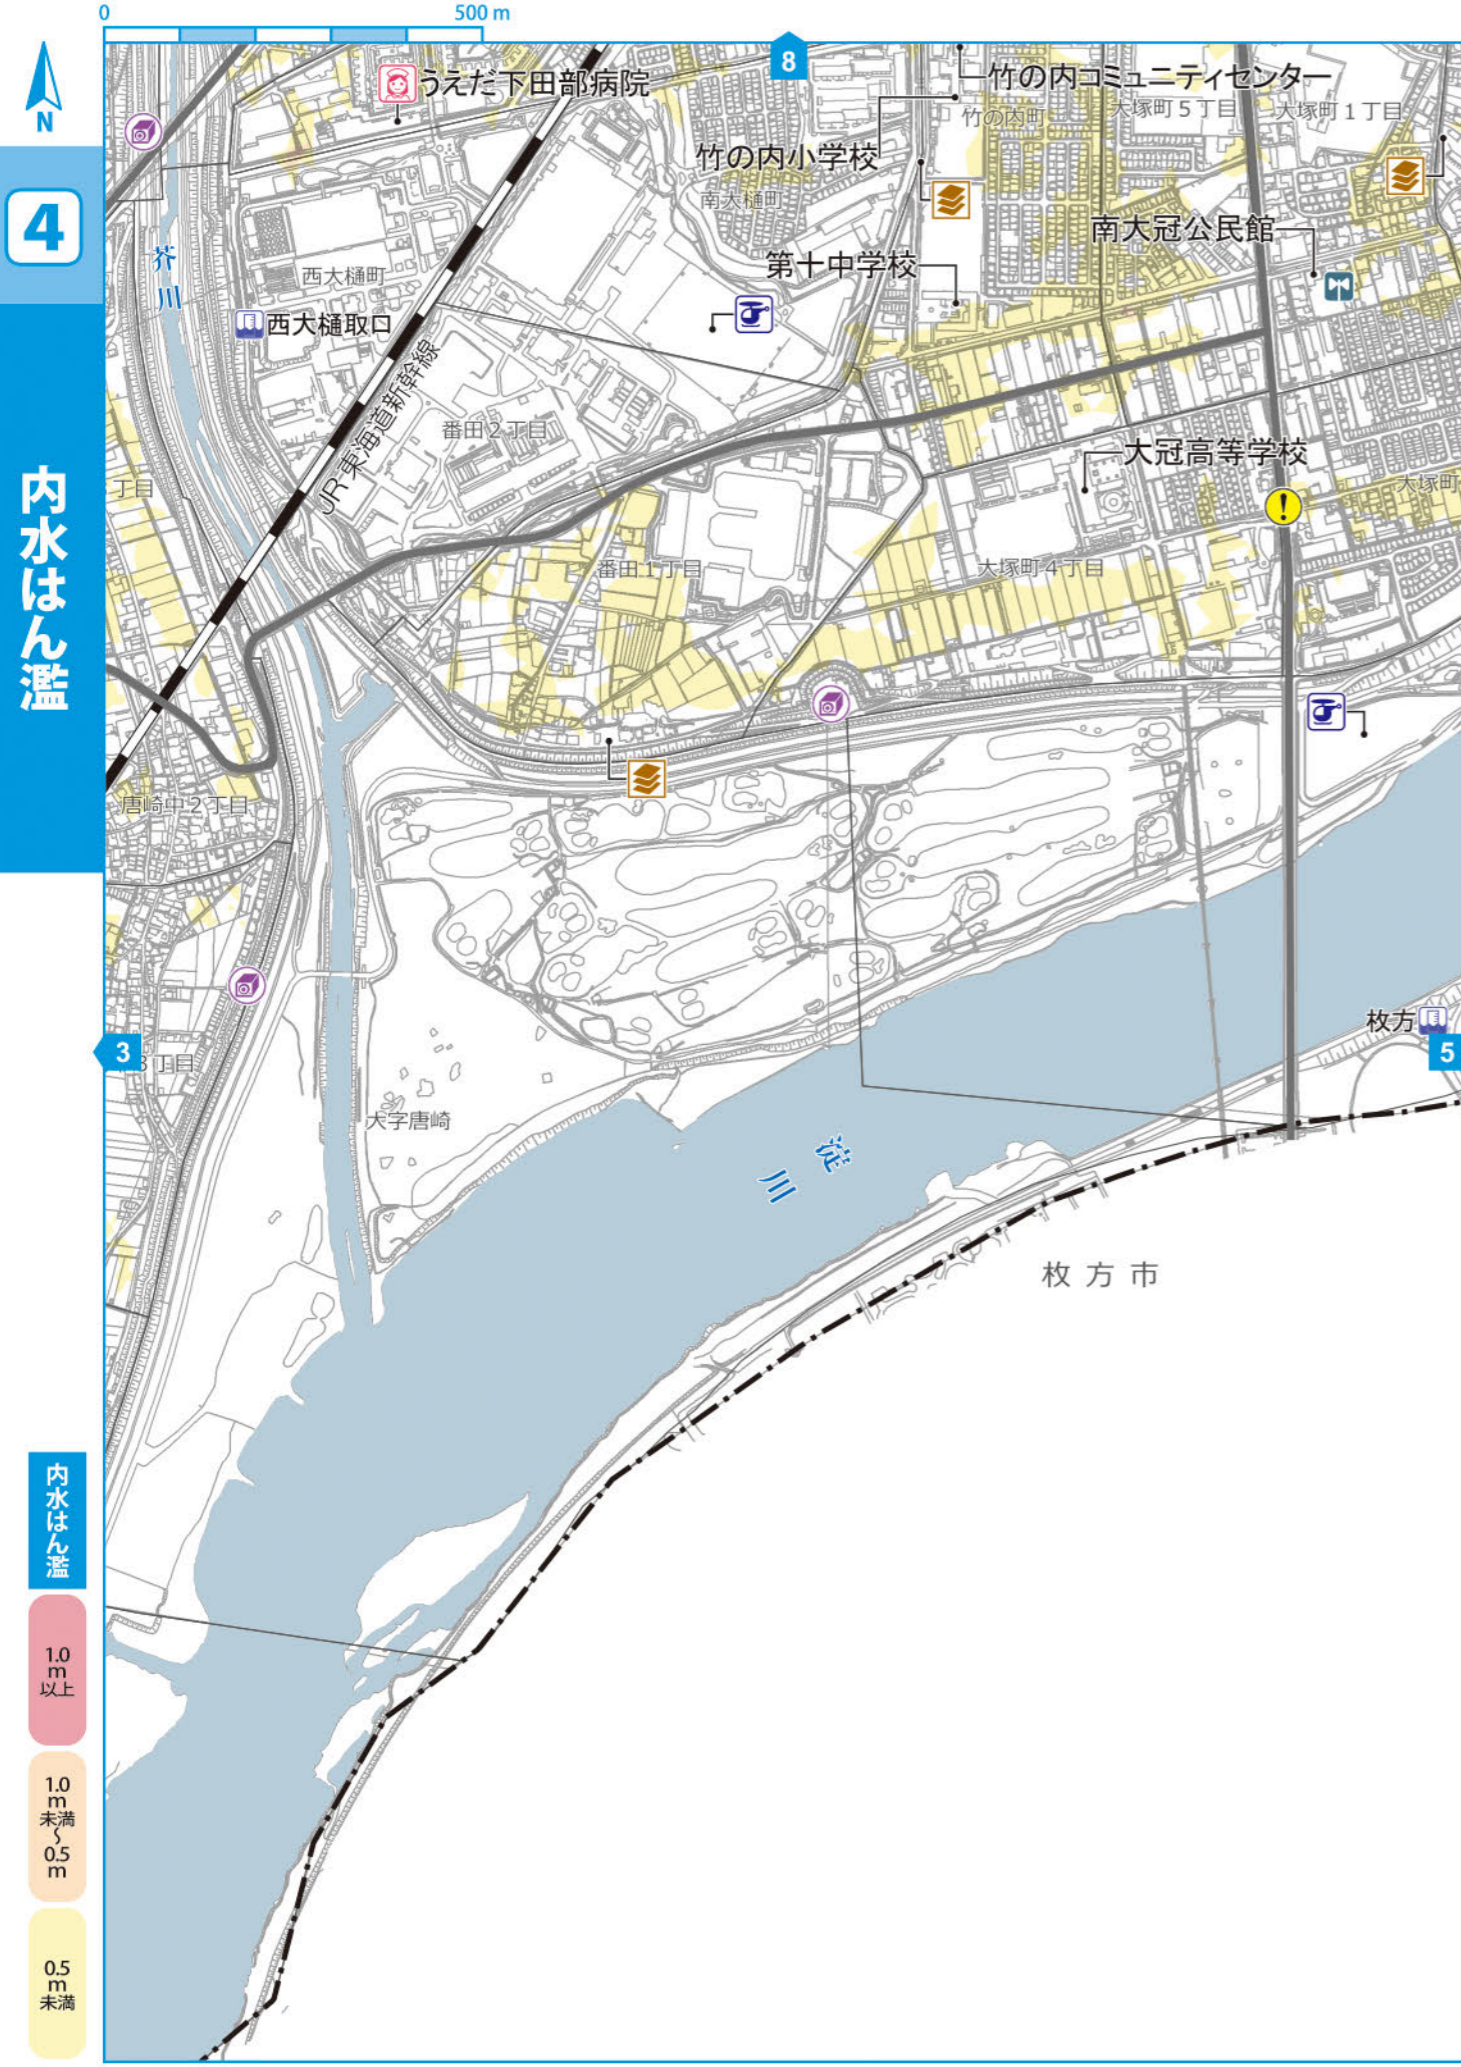 0
500 m
N
8
4
内水はん濫
うえだ下田部病院
竹の内コミュニティセンター
竹の内町
大塚町5丁目
大塚町1丁目
竹の内小学校
南大樋町
南大冠公民館
芥川
西大樋町
第十中学校
西大樋取口
JR東海道新幹線
番田2丁目
大冠高等学校
大塚町
丁目
!
番田1丁目
大塚町4丁目
唐崎中2丁目
枚方
3
3丁目
5
大字唐崎
淀川
枚方市
内水はん濫
1.0
m
以上
1.0
m
未満
〜
0.5
m
0.5
m
未満